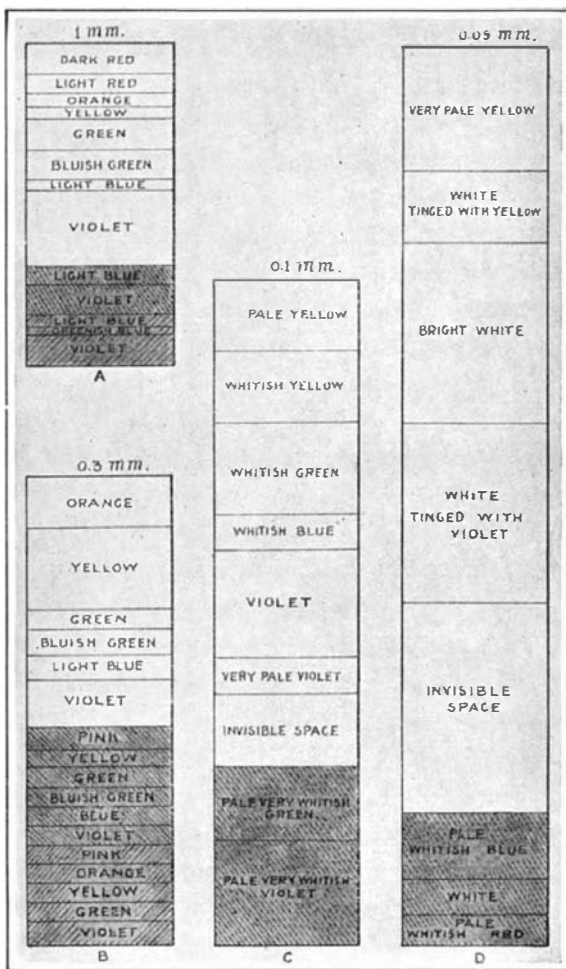 1 mm.
DARK RED
LIGHT RED
ORANGE
YELLOW
GREEN
BLUISH GREEN
LIGHT BLUE
VIOLET
LIGHT BLUE
VIOLET
LIGHT BLUE
GREENISH BLUE
VIOLET
A
0.3 mm.
ORANGE
YELLOW
GREEN
BLUISH GREEN
LIGHT BLUE
VIOLET
PINK
YELLOW
GREEN
BLUISH GREEN
BLUE
VIOLET
PINK
ORANGE
YELLOW
GREEN
VIOLET
B
0.1 mm.
PALE YELLOW
WHITISH YELLOW
WHITISH GREEN
WHITISH BLUE
VIOLET
VERY PALE VIOLET
INVISIBLE SPACE
PALE VERY WHITISH
GREEN
PALE VERY WHITISH
VIOLET
C
0.05 mm.
VERY PALE YELLOW
WHITE
TINGED WITH YELLOW
BRIGHT WHITE
WHITE
TINGED WITH
VIOLET
INVISIBLE
SPACE
PALE
WHITISH BLUE
WHITE
PALE
WHITISH RED
D